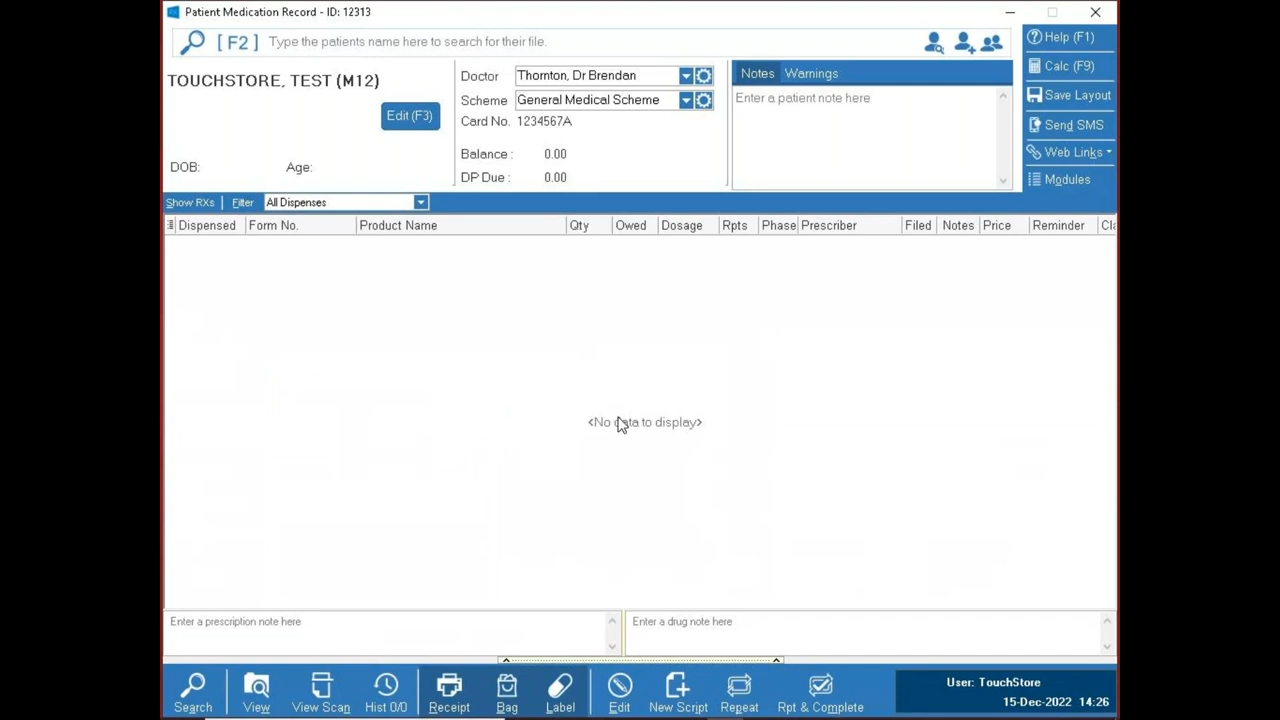 Patient Medication Record - ID: 12313
[ F2 ] Type the patients name here to search for their file.
Help (F1)
Calc (F9)
Save Layout
Send SMS
Web Links
Modules
TOUCHSTORE, TEST (M12)
Edit (F3)
DOB: Age:
Doctor Thornton, Dr Brendan
Scheme General Medical Scheme
Card No. 1234567A
Balance : 0.00
DP Due : 0.00
Notes Warnings
Enter a patient note here
Show RXs Filter All Dispenses
Dispensed Form No. Product Name Qty Owed Dosage Rpts Phase Prescriber Filed Notes Price Reminder Cla
<No data to display>
Enter a prescription note here
Enter a drug note here
Search View View Scan Hist 0/0 Receipt Bag Label Edit New Script Repeat Rpt & Complete
User: TouchStore
15-Dec-2022 14:26